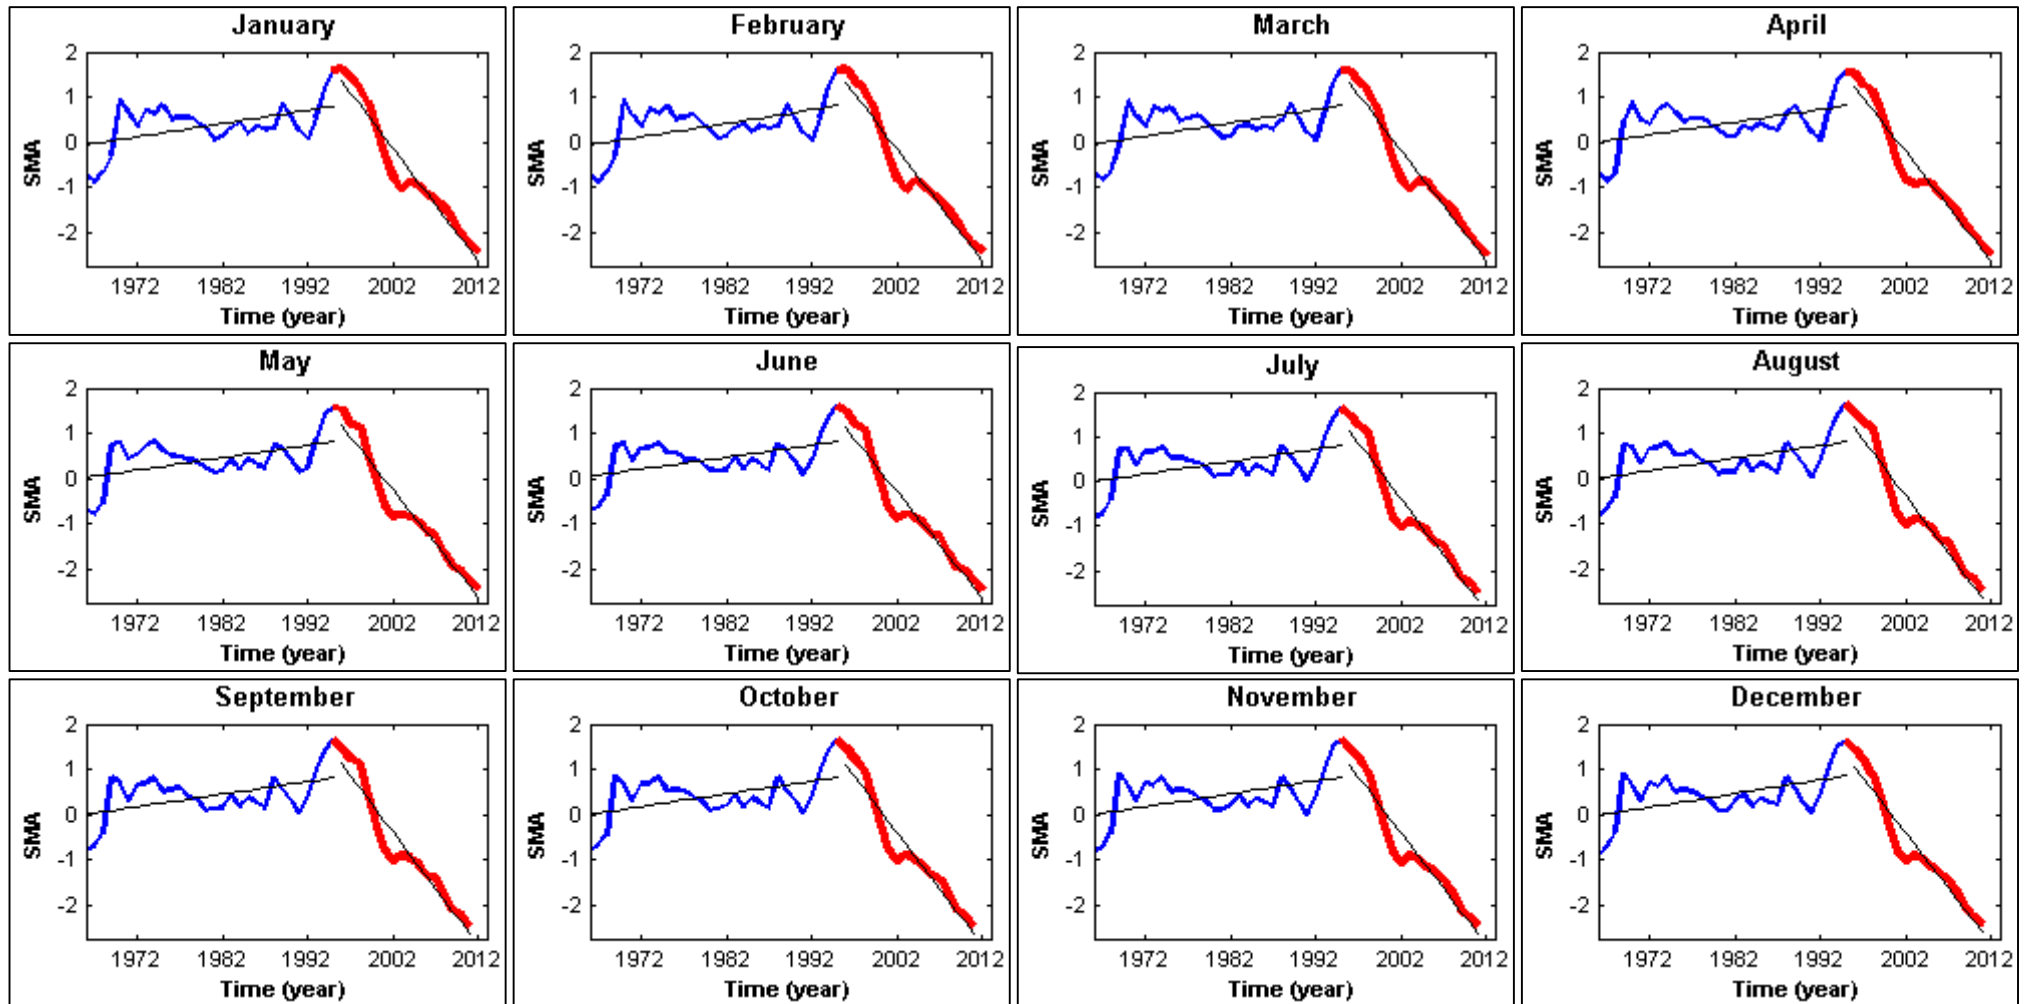 January
2
1
0
-1
-2
SMA
1972 1982 1992 2002 2012
Time (year)
February
2
1
0
-1
-2
SMA
1972 1982 1992 2002 2012
Time (year)
March
2
1
0
-1
-2
SMA
1972 1982 1992 2002 2012
Time (year)
April
2
1
0
-1
-2
SMA
1972 1982 1992 2002 2012
Time (year)
May
2
1
0
-1
-2
SMA
1972 1982 1992 2002 2012
Time (year)
June
2
1
0
-1
-2
SMA
1972 1982 1992 2002 2012
Time (year)
July
2
1
0
-1
-2
SMA
1972 1982 1992 2002 2012
Time (year)
August
2
1
0
-1
-2
SMA
1972 1982 1992 2002 2012
Time (year)
September
2
1
0
-1
-2
SMA
1972 1982 1992 2002 2012
Time (year)
October
2
1
0
-1
-2
SMA
1972 1982 1992 2002 2012
Time (year)
November
2
1
0
-1
-2
SMA
1972 1982 1992 2002 2012
Time (year)
December
2
1
0
-1
-2
SMA
1972 1982 1992 2002 2012
Time (year)